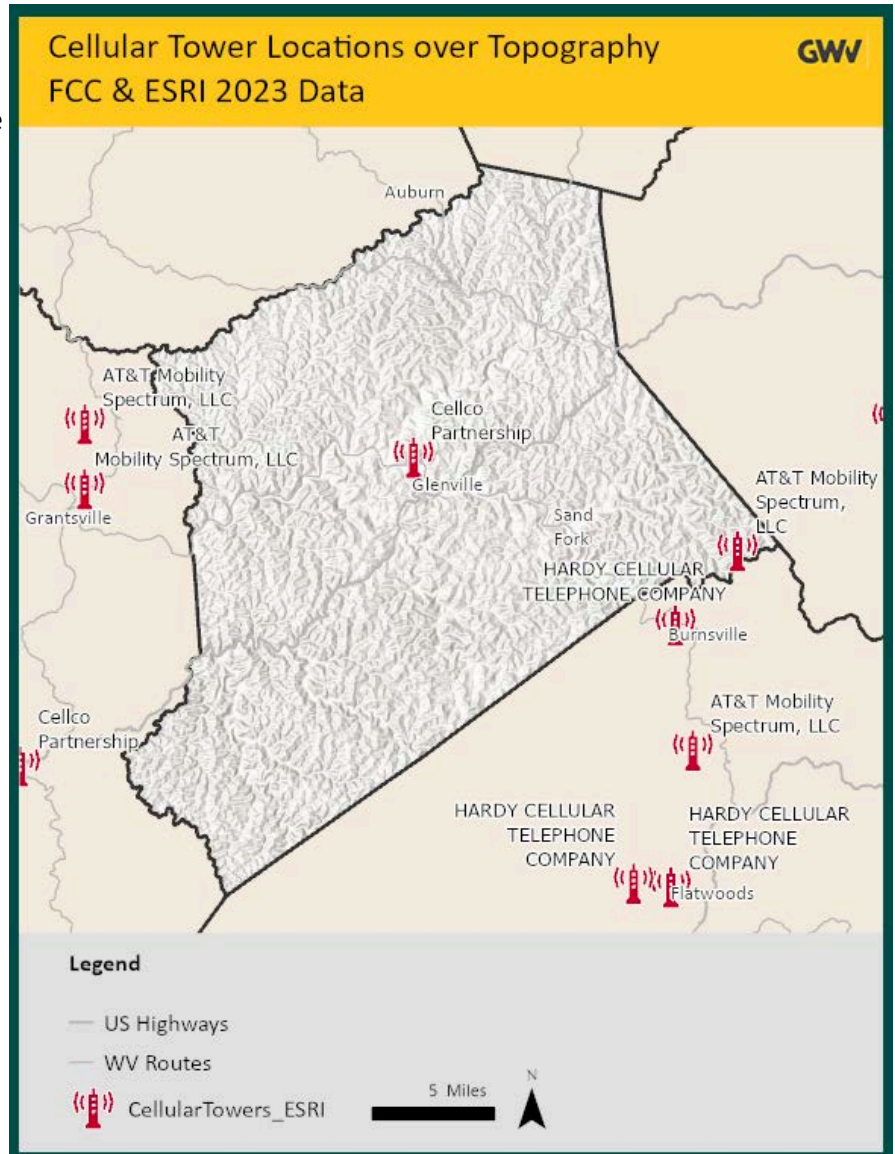 Cellular Tower Locations over Topography
FCC & ESRI 2023 Data
GWV
Auburn
AT&T Mobility
Spectrum, LLC
AT&T
Mobility Spectrum, LLC
Grantsville
Cellco
Partnership
Glenville
Sand
Fork
AT&T Mobility
Spectrum,
LLC
HARDY CELLULAR
TELEPHONE COMPANY
Burnsville
Cellco
Partnership
AT&T Mobility
Spectrum, LLC
HARDY CELLULAR
TELEPHONE
COMPANY
HARDY CELLULAR
TELEPHONE
COMPANY
Flatwoods
Legend
US Highways
WV Routes
CellularTowers_ESRI
5 Miles
N